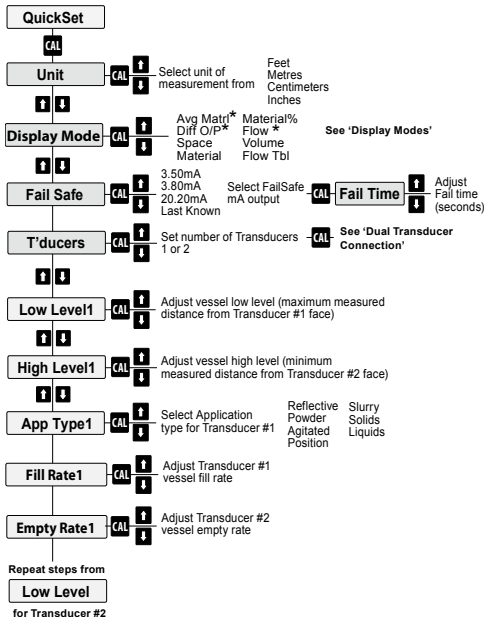 QuickSet
CAL
Unit
CAL
Select unit of
measurement from
Feet
Metres
Centimeters
Inches
Display Mode
CAL
Avg Matrl*
Diff O/P*
Space
Material
Material%
Flow *
Volume
Flow Tbl
See ‘Display Modes’
Fail Safe
CAL
3.50mA
3.80mA
20.20mA
Last Known
Select FailSafe
mA output
CAL
Fail Time
Adjust
Fail time
(seconds)
T’ducers
CAL
Set number of Transducers
1 or 2
CAL
See ‘Dual Transducer
Connection’
Low Level1
CAL
Adjust vessel low level (maximum measured
distance from Transducer #1 face)
High Level1
CAL
Adjust vessel high level (minimum
measured distance from Transducer #2 face)
App Type1
CAL
Select Application
type for Transducer #1
Reflective
Powder
Agitated
Position
Slurry
Solids
Liquids
Fill Rate1
CAL
Adjust Transducer #1
vessel fill rate
Empty Rate1
CAL
Adjust Transducer #2
vessel empty rate
Repeat steps from
Low Level
for Transducer #2